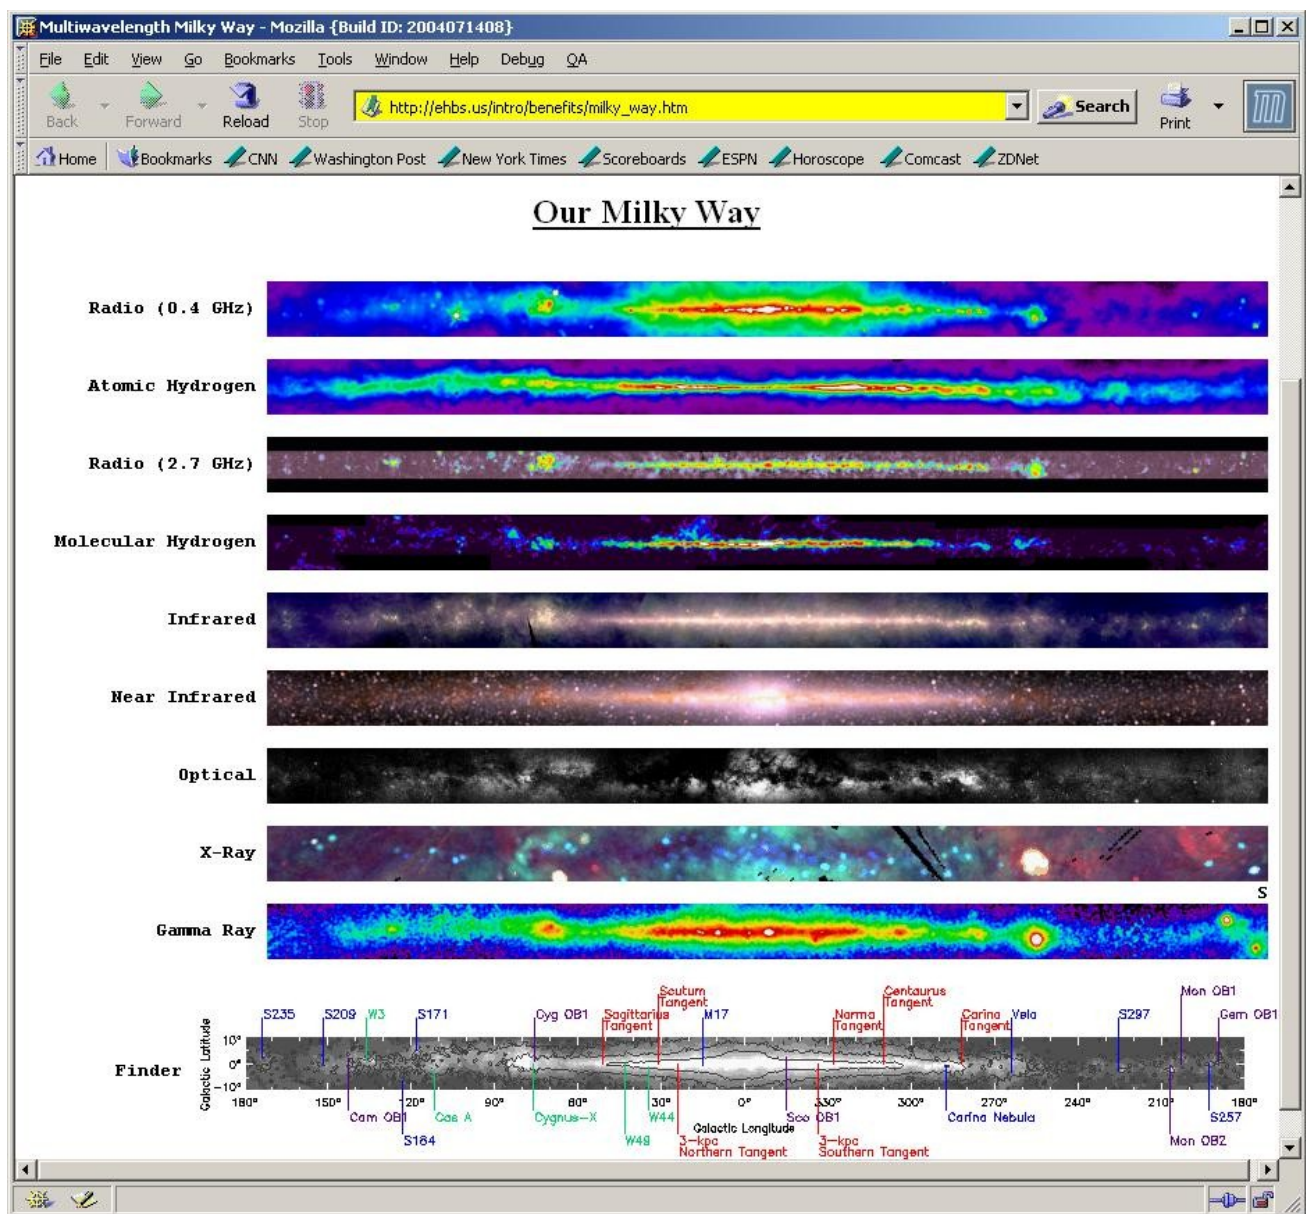 Multiwavelength Milky Way - Mozilla {Build ID: 2004071408}
File Edit View Go Bookmarks Tools Window Help Debug QA
Back Forward Reload Stop http://ehbs.us/intro/benefits/milky_way.htm Search Print
Home Bookmarks CNN Washington Post New York Times Scoreboards ESPN Horoscope Comcast ZDNet
Our Milky Way
Radio (0.4 GHz)
Atomic Hydrogen
Radio (2.7 GHz)
Molecular Hydrogen
Infrared
Near Infrared
Optical
X-Ray
S
Gamma Ray
Scutum Tangent
Centaurus Tangent
Mon OB1
S235 S209 W3 S171 Cyg OB1 Sagittarius Tangent M17 Norma Tangent Carina Tangent Vela S297 Gem OB1
Finder
Galactic Latitude
10°
0°
-10°
180° 150° 120° 90° 60° 30° 0° 330° 300° 270° 240° 210° 180°
Cam OB1 Cas A Cygnus-X W44 Sco OB1 Carina Nebula S257
Galactic Longitude
S184 W49 3-kpc Northern Tangent 3-kpc Southern Tangent Mon OB2